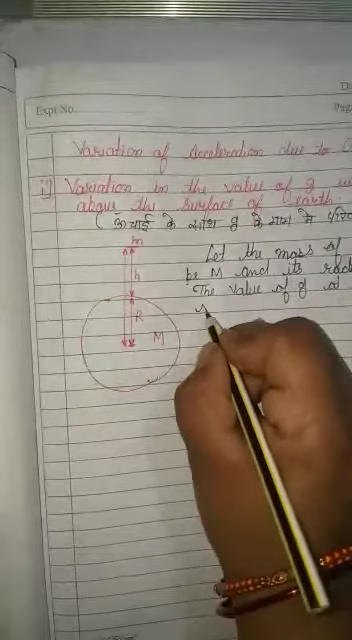 Expt No.
Variation of acceleration due to
i) Variation in the value of g
above the surface of earth.
( ऊंचाई के साथ g के मान में
m
h
R
M
Let the mass of
be M and its
The value of g at